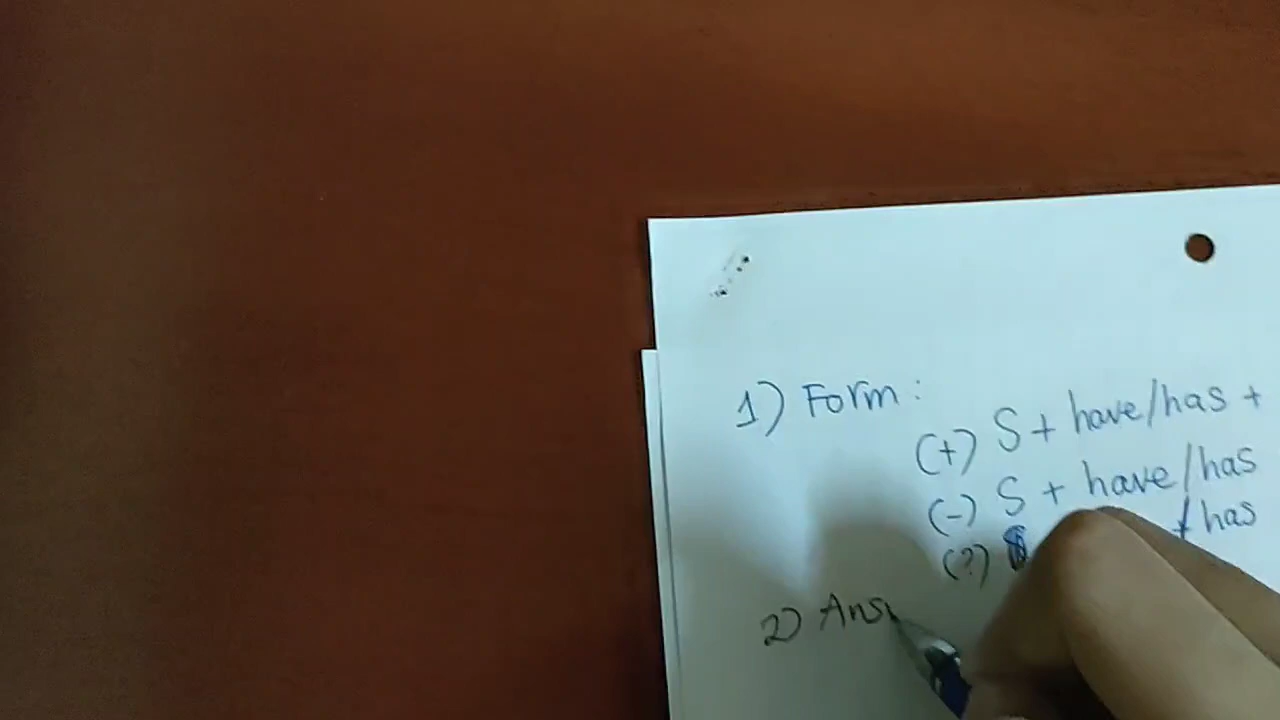 1) Form:
(+) S + have/has +
(-) S + have/has
(?) / has
2) Ans